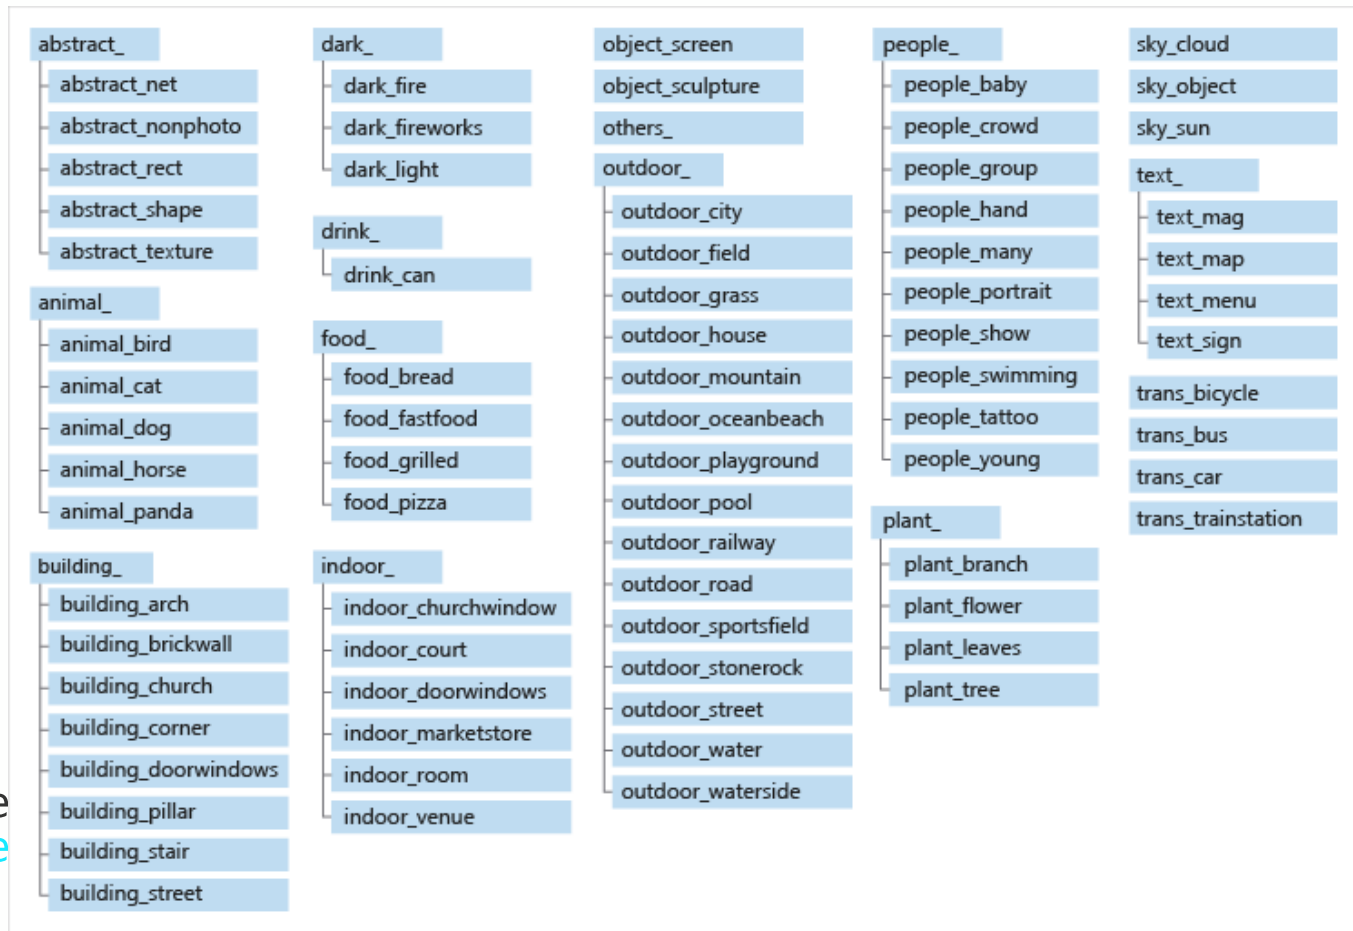 abstract_
abstract_net
abstract_nonphoto
abstract_rect
abstract_shape
abstract_texture
animal_
animal_bird
animal_cat
animal_dog
animal_horse
animal_panda
building_
building_arch
building_brickwall
building_church
building_corner
building_doorwindows
building_pillar
building_stair
building_street
dark_
dark_fire
dark_fireworks
dark_light
drink_
drink_can
food_
food_bread
food_fastfood
food_grilled
food_pizza
indoor_
indoor_churchwindow
indoor_court
indoor_doorwindows
indoor_marketstore
indoor_room
indoor_venue
object_screen
object_sculpture
others_
outdoor_
outdoor_city
outdoor_field
outdoor_grass
outdoor_house
outdoor_mountain
outdoor_oceanbeach
outdoor_playground
outdoor_pool
outdoor_railway
outdoor_road
outdoor_sportsfield
outdoor_stonerock
outdoor_street
outdoor_water
outdoor_waterside
people_
people_baby
people_crowd
people_group
people_hand
people_many
people_portrait
people_show
people_swimming
people_tattoo
people_young
plant_
plant_branch
plant_flower
plant_leaves
plant_tree
sky_cloud
sky_object
sky_sun
text_
text_mag
text_map
text_menu
text_sign
trans_bicycle
trans_bus
trans_car
trans_trainstation